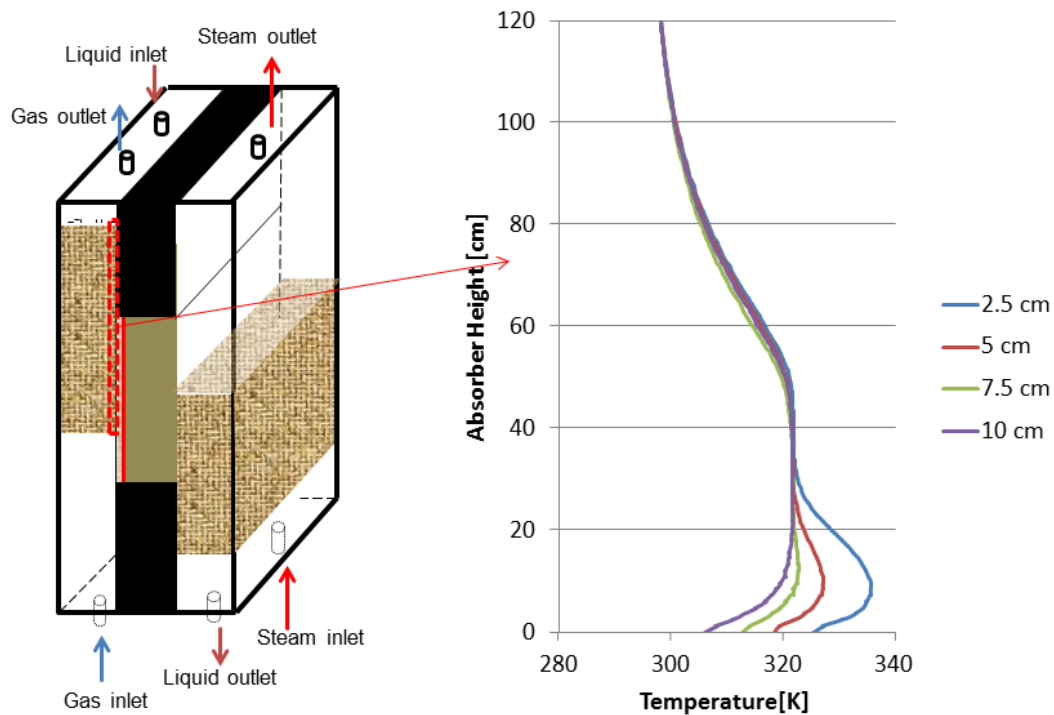 Steam outlet
Liquid inlet
Gas outlet
Steam inlet
Liquid outlet
Gas inlet
Absorber Height [cm]
120
100
80
60
40
20
0
280
300
320
340
Temperature[K]
2.5 cm
5 cm
7.5 cm
10 cm